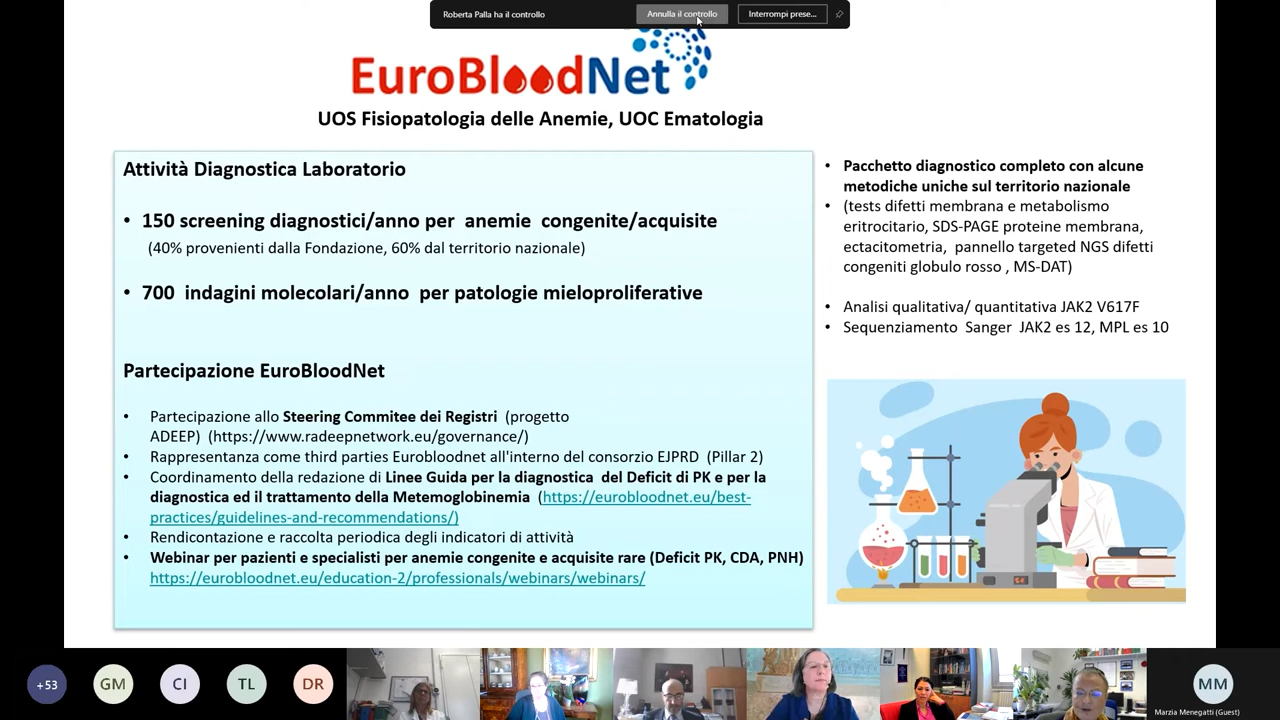 Roberta Palla ha il controllo
Annulla il controllo
Interrompi prese...
EuroBloodNet
UOS Fisiopatologia delle Anemie, UOC Ematologia
Attività Diagnostica Laboratorio
• 150 screening diagnostici/anno per anemie congenite/acquisite
(40% provenienti dalla Fondazione, 60% dal territorio nazionale)
• 700 indagini molecolari/anno per patologie mieloproliferative
Partecipazione EuroBloodNet
• Partecipazione allo Steering Commitee dei Registri (progetto
ADEEP) (https://www.radeepnetwork.eu/governance/)
• Rappresentanza come third parties Eurobloodnet all'interno del consorzio EJPRD (Pillar 2)
• Coordinamento della redazione di Linee Guida per la diagnostica del Deficit di PK e per la
diagnostica ed il trattamento della Metemoglobinemia (https://eurobloodnet.eu/best-
practices/guidelines-and-recommendations/)
• Rendicontazione e raccolta periodica degli indicatori di attività
• Webinar per pazienti e specialisti per anemie congenite e acquisite rare (Deficit PK, CDA, PNH)
https://eurobloodnet.eu/education-2/professionals/webinars/webinars/
• Pacchetto diagnostico completo con alcune
metodiche uniche sul territorio nazionale
• (tests difetti membrana e metabolismo
eritrocitario, SDS-PAGE proteine membrana,
ectacitometria, pannello targeted NGS difetti
congeniti globulo rosso , MS-DAT)
• Analisi qualitativa/ quantitativa JAK2 V617F
• Sequenziamento Sanger JAK2 es 12, MPL es 10
+53
GM
CI
TL
DR
MM
Marzia Menegatti (Guest)